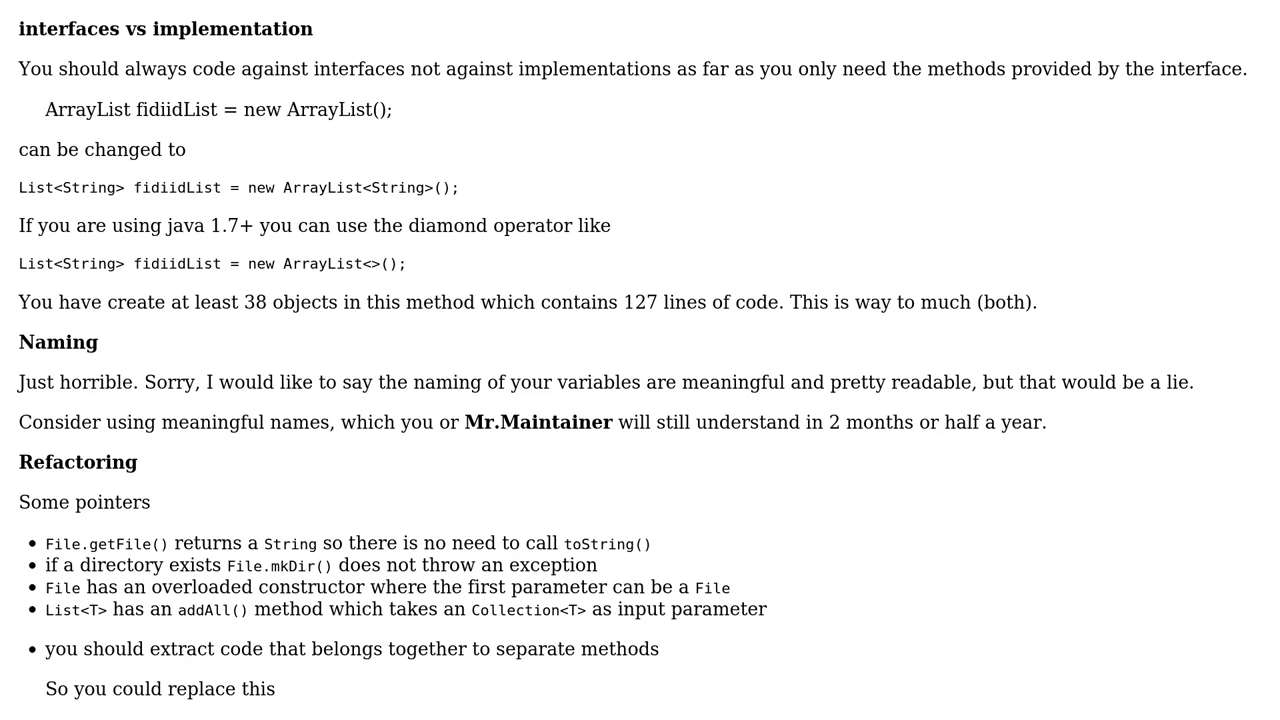 interfaces vs implementation
You should always code against interfaces not against implementations as far as you only need the methods provided by the interface.
ArrayList fidiidList = new ArrayList();
can be changed to
List<String> fidiidList = new ArrayList<String>();
If you are using java 1.7+ you can use the diamond operator like
List<String> fidiidList = new ArrayList<>();
You have create at least 38 objects in this method which contains 127 lines of code. This is way to much (both).
Naming
Just horrible. Sorry, I would like to say the naming of your variables are meaningful and pretty readable, but that would be a lie.
Consider using meaningful names, which you or Mr.Maintainer will still understand in 2 months or half a year.
Refactoring
Some pointers
• File.getFile() returns a String so there is no need to call toString()
• if a directory exists File.mkDir() does not throw an exception
• File has an overloaded constructor where the first parameter can be a File
• List<T> has an addAll() method which takes an Collection<T> as input parameter
• you should extract code that belongs together to separate methods
So you could replace this